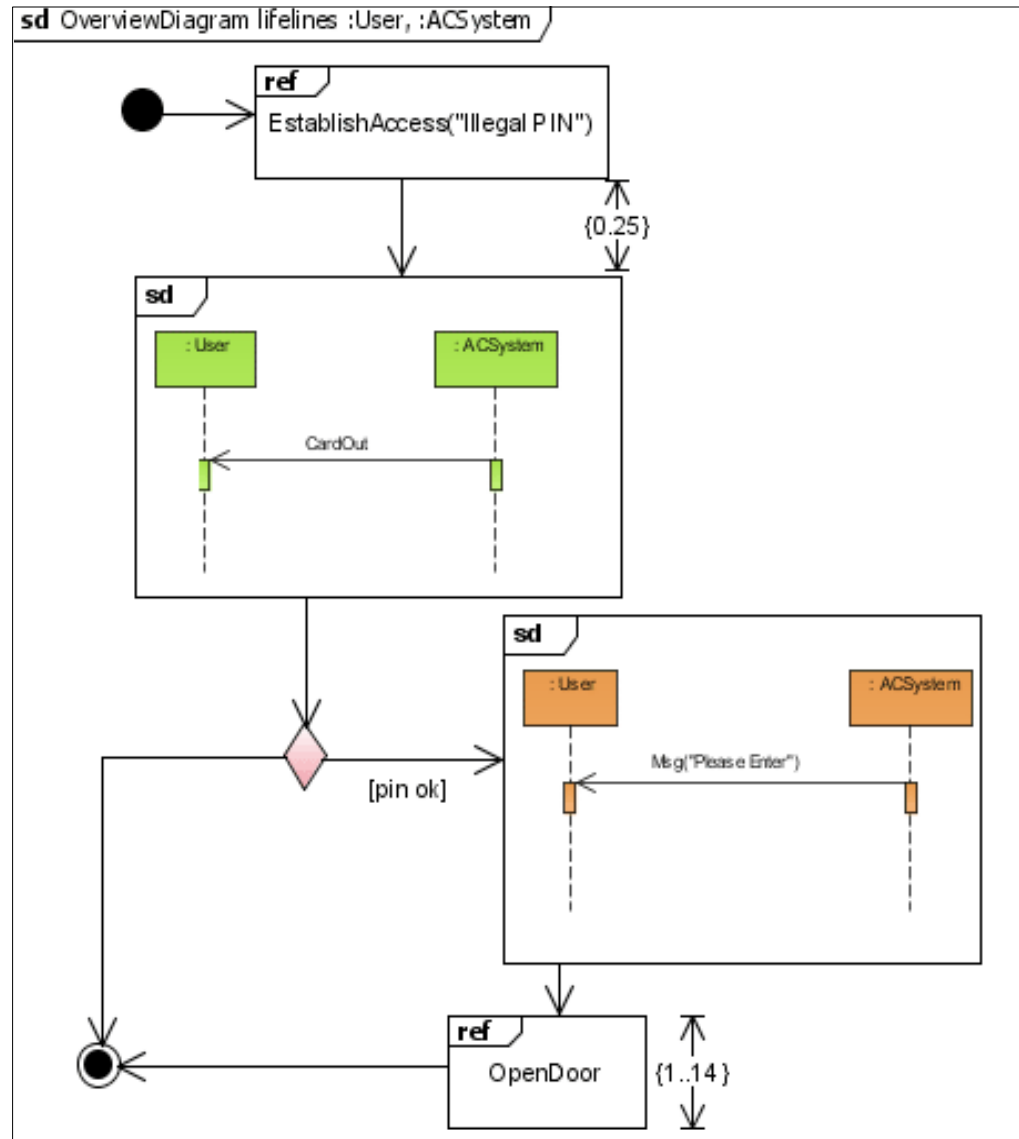 sd OverviewDiagram lifelines :User, :ACSystem
ref
EstablishAccess("Illegal PIN")
{0.25}
sd
: User
: ACSystem
CardOut
sd
: User
: ACSystem
Msg("Please Enter")
[pin ok]
ref
OpenDoor
{1..14 }